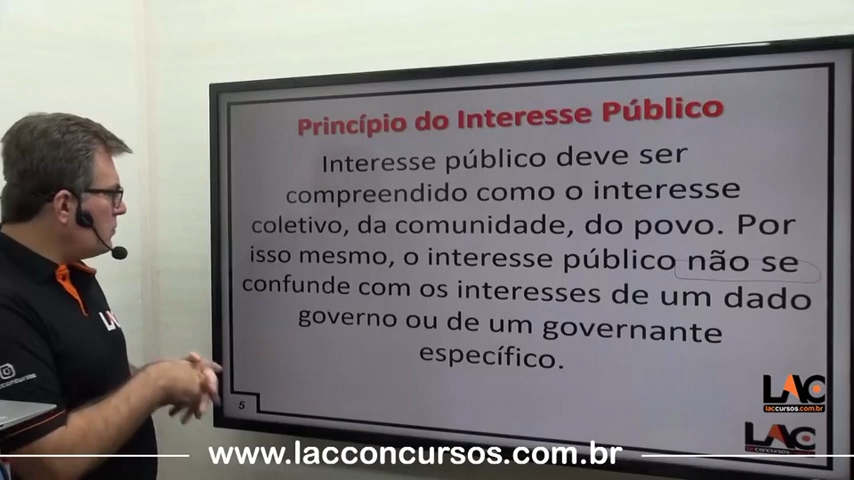 Princípio do Interesse Público
Interesse público deve ser
compreendido como o interesse
coletivo, da comunidade, do povo. Por
isso mesmo, o interesse público não se
confunde com os interesses de um dado
governo ou de um governante
específico.
5
LAC
laccursos.com.br
LAC
www.lacconcursos.com.br